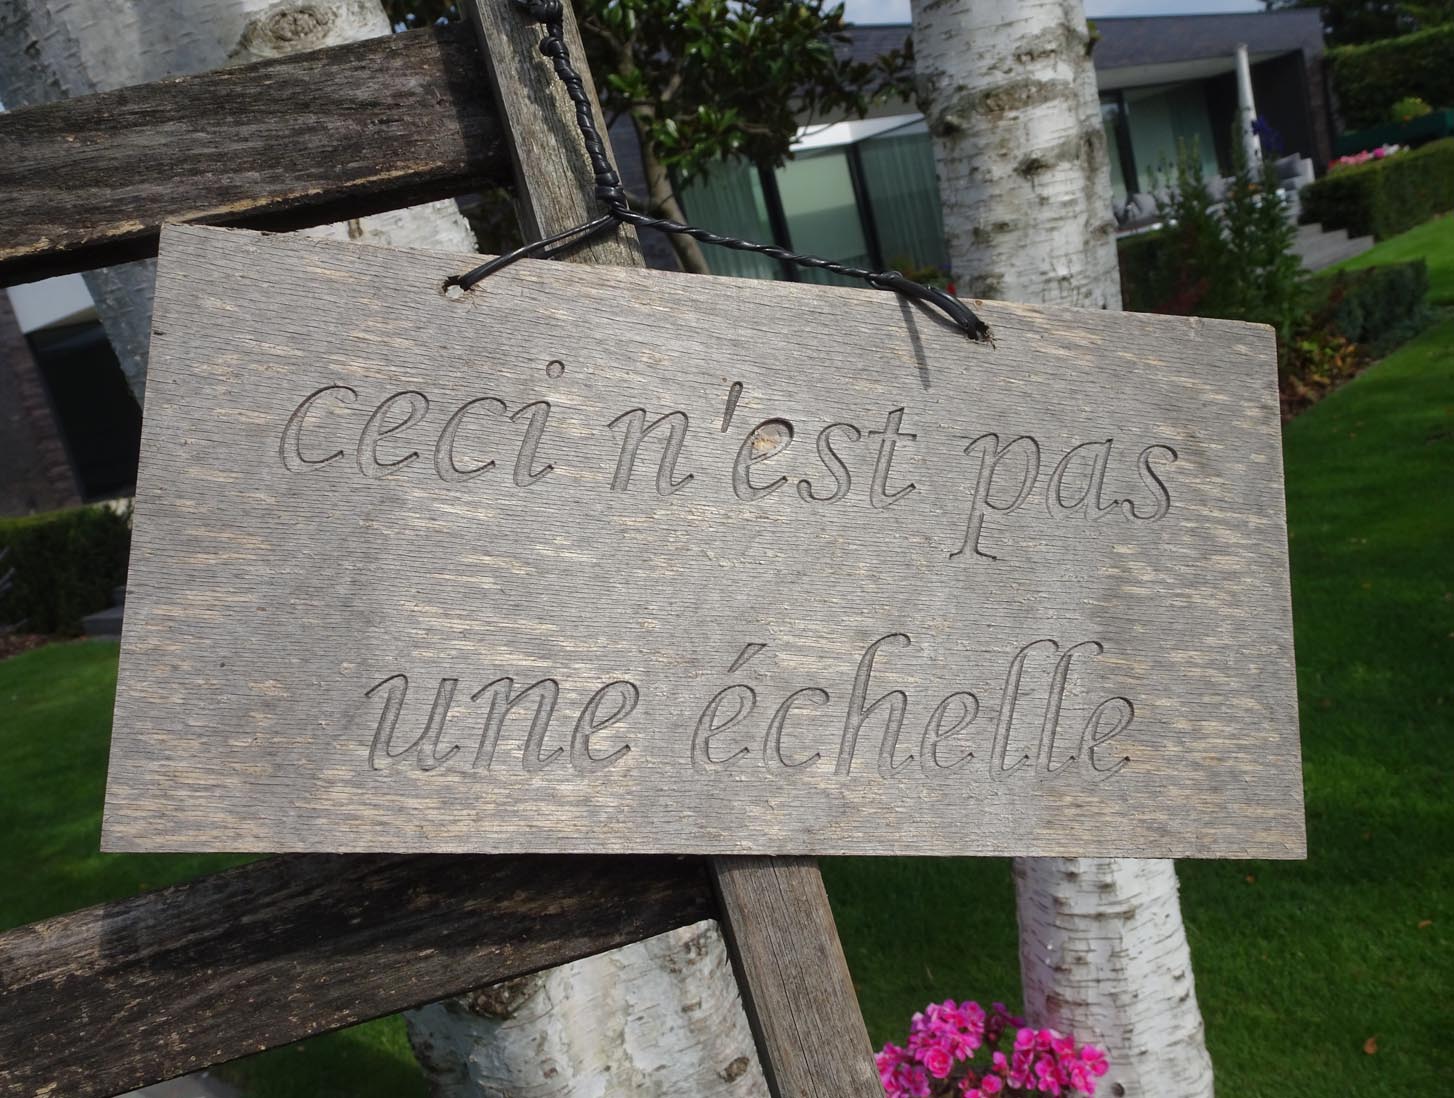 ceci n'est pas
une échelle